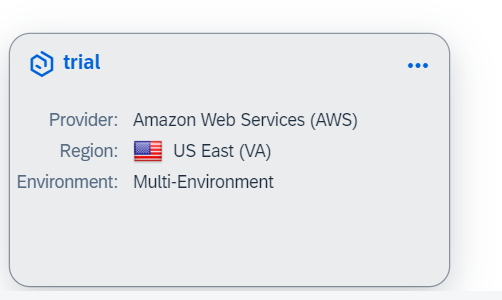 trial
Provider: Amazon Web Services (AWS)
Region: US East (VA)
Environment: Multi-Environment